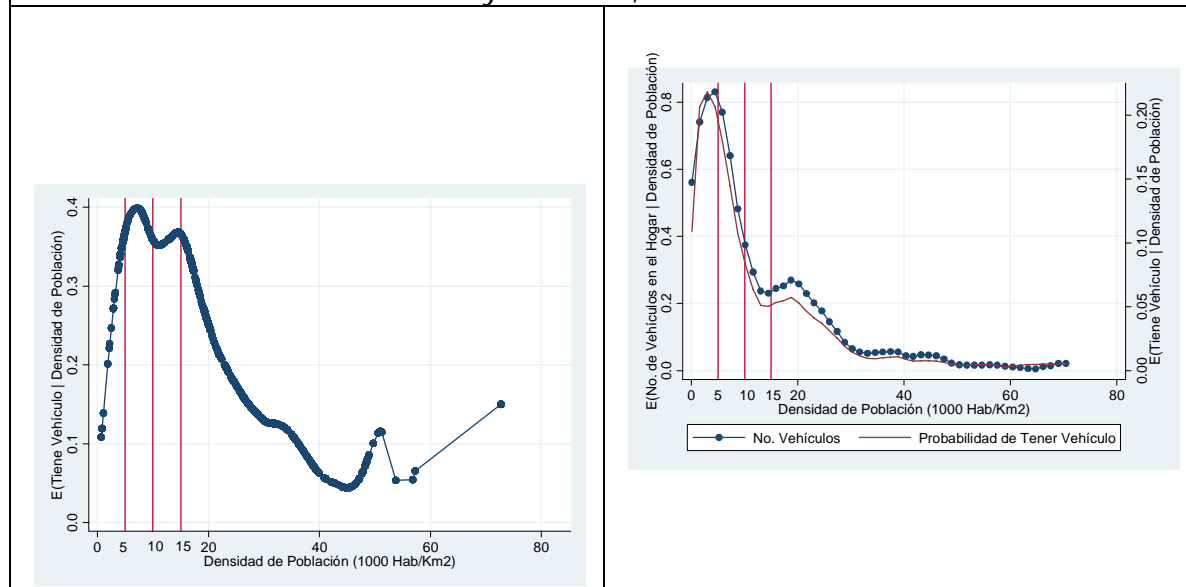 E(Tiene Vehículo | Densidad de Población)
0.4
0.3
0.2
0.1
0.0
0 5 10 15 20 40 60 80
Densidad de Población (1000 Hab/Km2)
E(No. de Vehículos en el Hogar | Densidad de Población)
0.8
0.6
0.4
0.2
0.0
0.20
0.15
0.10
0.05
0.00
E(Tiene Vehículo | Densidad de Población)
0 5 10 15 20 40 60 80
Densidad de Población (1000 Hab/Km2)
No. Vehículos Probabilidad de Tener Vehículo